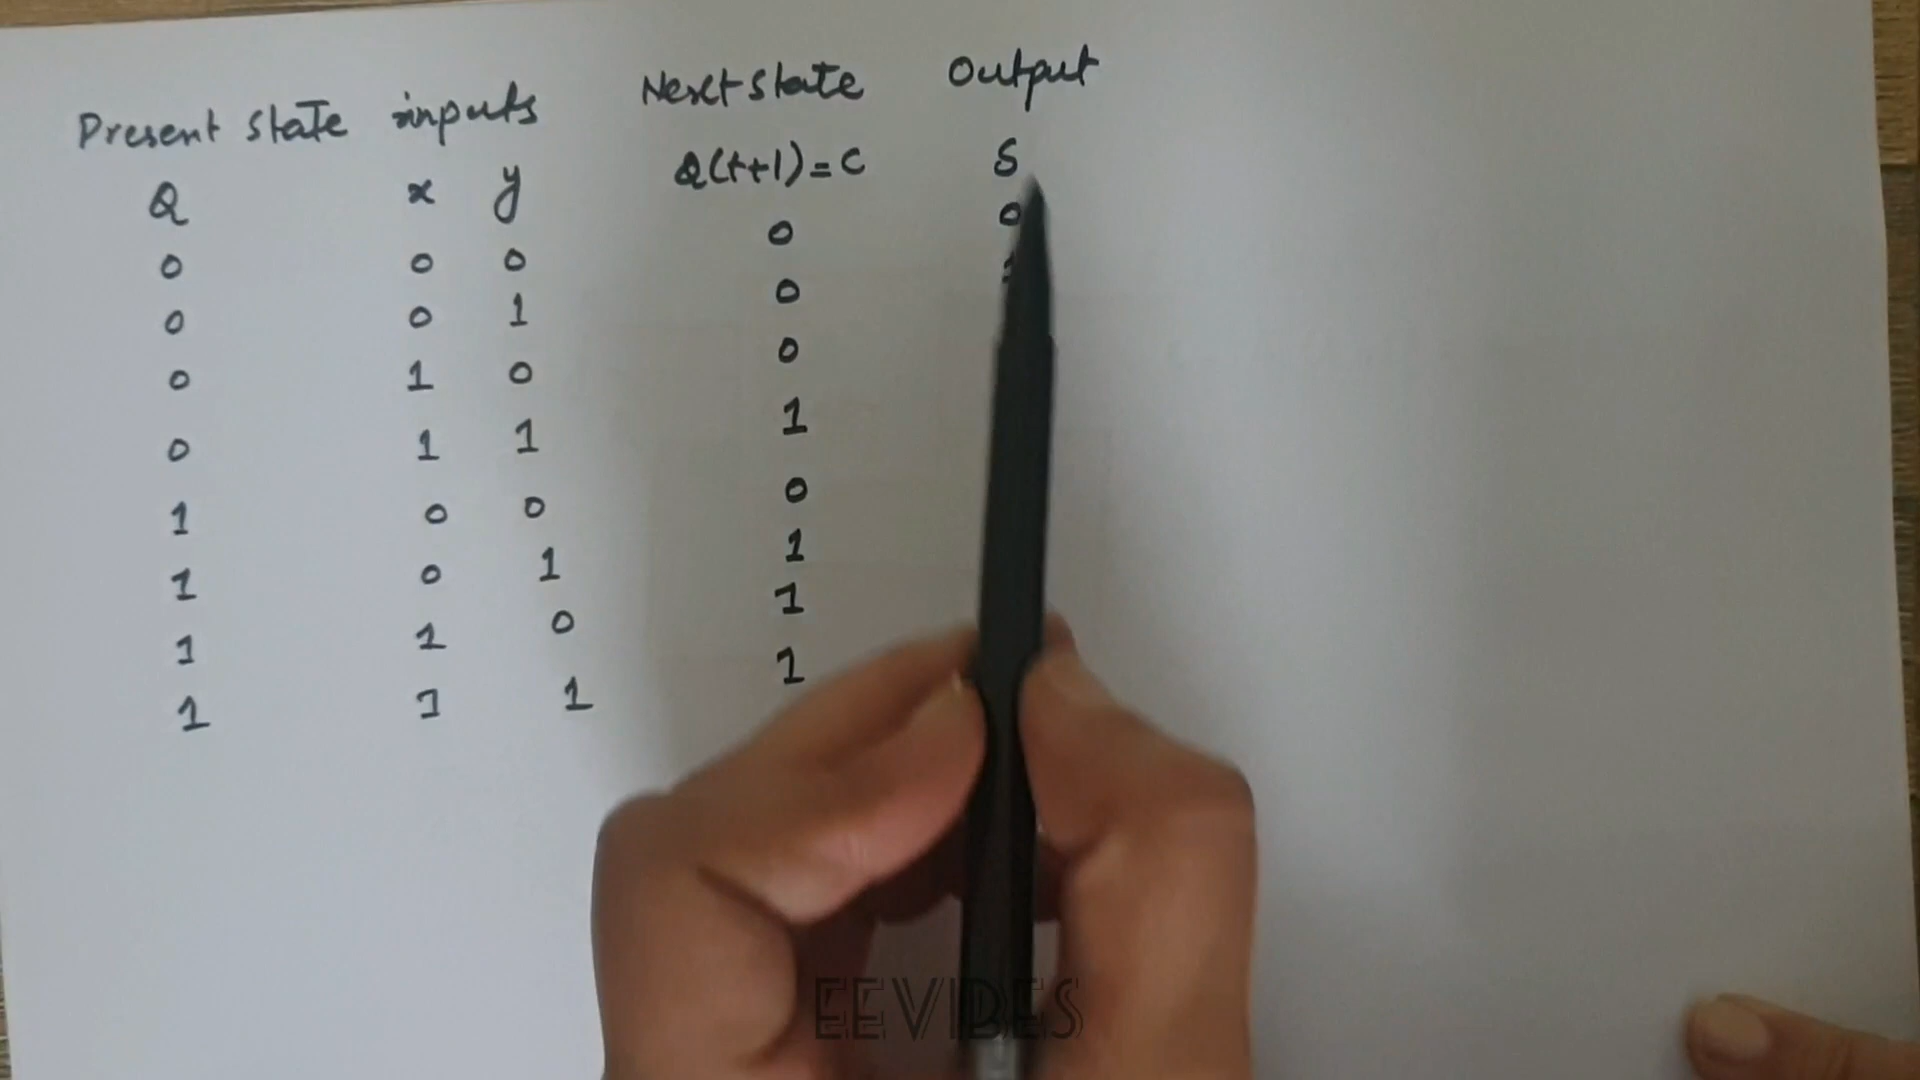 Present state inputs Next state Output
Q x y Q(t+1)=C S
0 0 0 0 0
0 0 1 0 1
0 1 0 0
0 1 1 1
1 0 0 0
1 0 1 1
1 1 0 1
1 1 1 1
EEVIBES